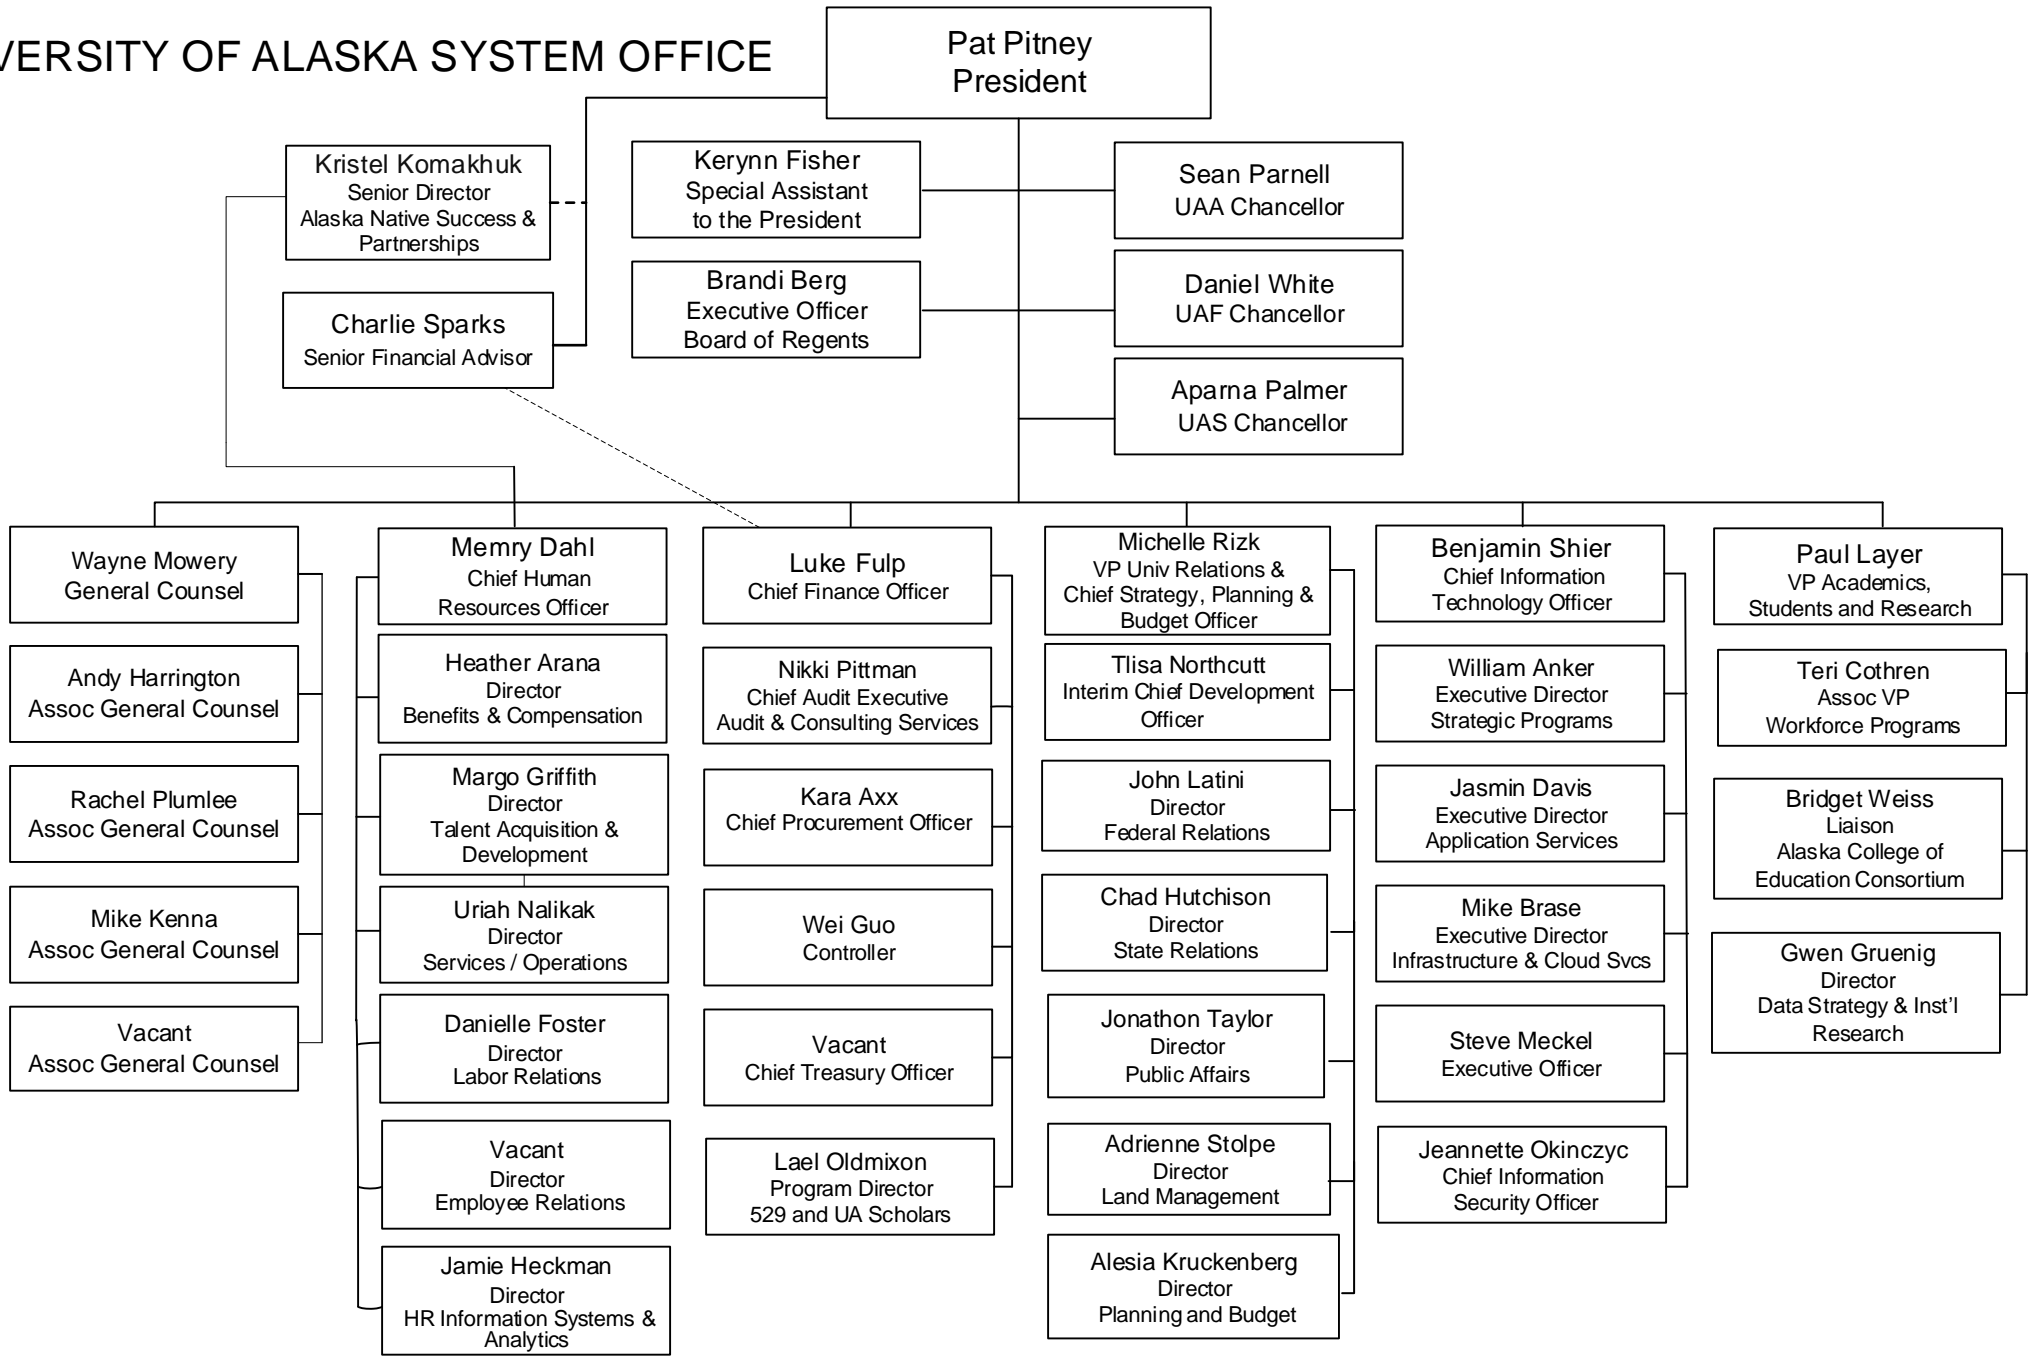 VERSITY OF ALASKA SYSTEM OFFICE
Pat Pitney
President
Kristel Komakhuk
Senior Director
Alaska Native Success &
Partnerships
Charlie Sparks
Senior Financial Advisor
Kerynn Fisher
Special Assistant
to the President
Brandi Berg
Executive Officer
Board of Regents
Sean Parnell
UAA Chancellor
Daniel White
UAF Chancellor
Aparna Palmer
UAS Chancellor
Wayne Mowery
General Counsel
Andy Harrington
Assoc General Counsel
Rachel Plumlee
Assoc General Counsel
Mike Kenna
Assoc General Counsel
Vacant
Assoc General Counsel
Memry Dahl
Chief Human
Resources Officer
Heather Arana
Director
Benefits & Compensation
Margo Griffith
Director
Talent Acquisition &
Development
Uriah Nalikak
Director
Services / Operations
Danielle Foster
Director
Labor Relations
Vacant
Director
Employee Relations
Jamie Heckman
Director
HR Information Systems &
Analytics
Luke Fulp
Chief Finance Officer
Nikki Pittman
Chief Audit Executive
Audit & Consulting Services
Kara Axx
Chief Procurement Officer
Wei Guo
Controller
Vacant
Chief Treasury Officer
Lael Oldmixon
Program Director
529 and UA Scholars
Michelle Rizk
VP Univ Relations &
Chief Strategy, Planning &
Budget Officer
Tlisa Northcutt
Interim Chief Development
Officer
John Latini
Director
Federal Relations
Chad Hutchison
Director
State Relations
Jonathon Taylor
Director
Public Affairs
Adrienne Stolpe
Director
Land Management
Alesia Kruckenberg
Director
Planning and Budget
Benjamin Shier
Chief Information
Technology Officer
William Anker
Executive Director
Strategic Programs
Jasmin Davis
Executive Director
Application Services
Mike Brase
Executive Director
Infrastructure & Cloud Svcs
Steve Meckel
Executive Officer
Jeannette Okinczyc
Chief Information
Security Officer
Paul Layer
VP Academics,
Students and Research
Teri Cothren
Assoc VP
Workforce Programs
Bridget Weiss
Liaison
Alaska College of
Education Consortium
Gwen Gruenig
Director
Data Strategy & Inst'l
Research